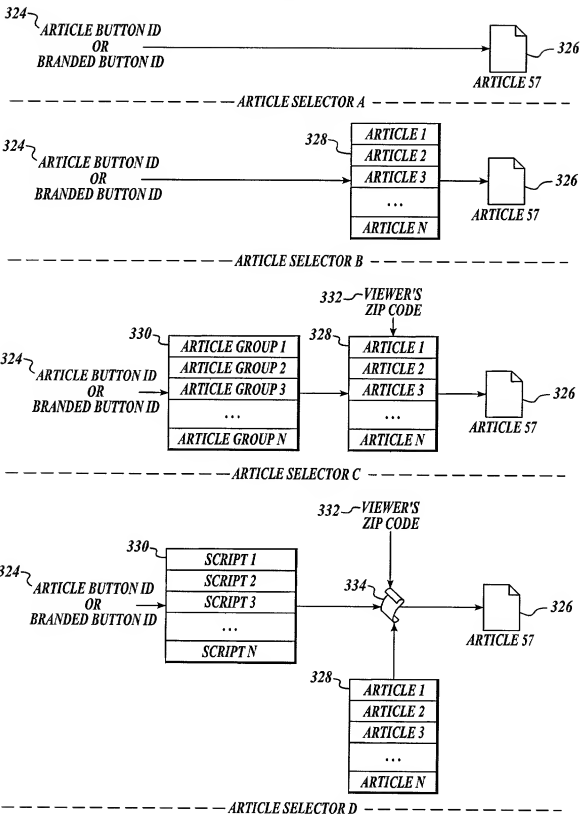 324
ARTICLE BUTTON ID
OR
BRANDED BUTTON ID
326
ARTICLE 57
ARTICLE SELECTOR A
324
ARTICLE BUTTON ID
OR
BRANDED BUTTON ID
328
ARTICLE 1
ARTICLE 2
ARTICLE 3
...
ARTICLE N
326
ARTICLE 57
ARTICLE SELECTOR B
332
VIEWER'S
ZIP CODE
324
ARTICLE BUTTON ID
OR
BRANDED BUTTON ID
330
ARTICLE GROUP 1
ARTICLE GROUP 2
ARTICLE GROUP 3
...
ARTICLE GROUP N
328
ARTICLE 1
ARTICLE 2
ARTICLE 3
...
ARTICLE N
326
ARTICLE 57
ARTICLE SELECTOR C
332
VIEWER'S
ZIP CODE
324
ARTICLE BUTTON ID
OR
BRANDED BUTTON ID
330
SCRIPT 1
SCRIPT 2
SCRIPT 3
...
SCRIPT N
334
326
ARTICLE 57
328
ARTICLE 1
ARTICLE 2
ARTICLE 3
...
ARTICLE N
ARTICLE SELECTOR D